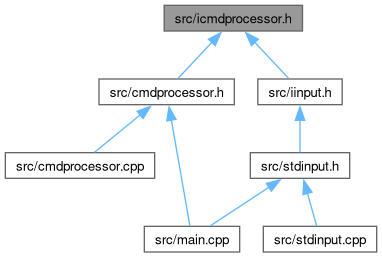 src/icmdprocessor.h
src/cmdprocessor.h
src/iinput.h
src/cmdprocessor.cpp
src/stdinput.h
src/main.cpp
src/stdinput.cpp